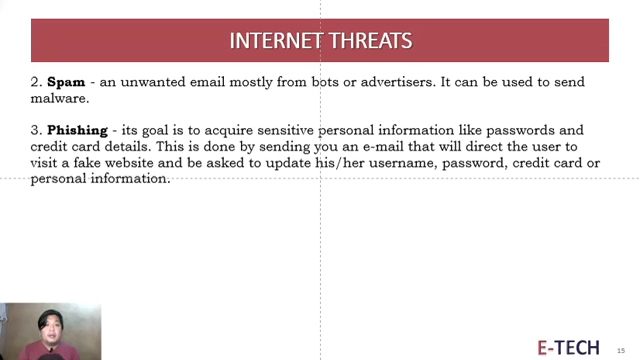 INTERNET THREATS
2. Spam - an unwanted email mostly from bots or advertisers. It can be used to send
malware.
3. Phishing - its goal is to acquire sensitive personal information like passwords and
credit card details. This is done by sending you an e-mail that will direct the user to
visit a fake website and be asked to update his/her username, password, credit card or
personal information.
E-TECH
15